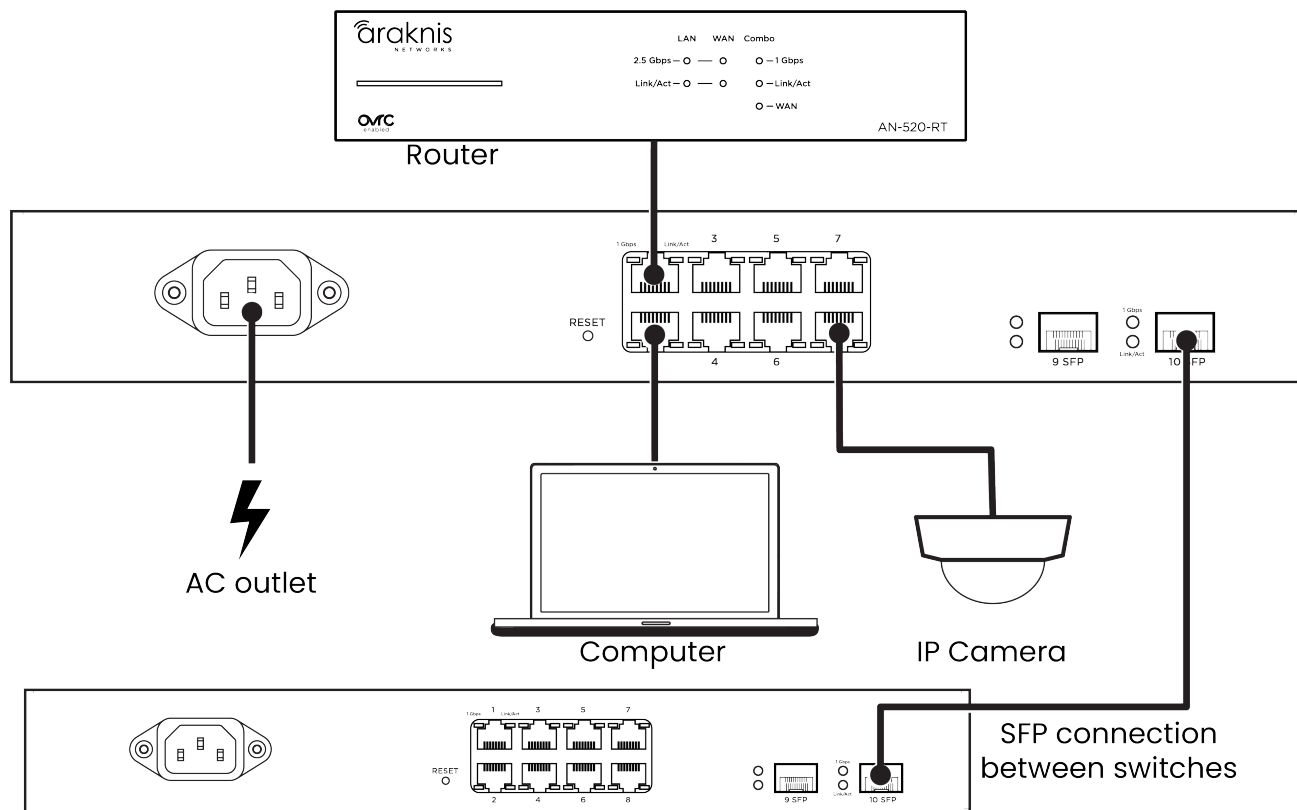 araknis
NETWORKS
LAN WAN Combo
2.5 Gbps 1 Gbps
Link/Act Link/Act
WAN
OVRC
enabled
AN-520-RT
Router
1 Gbps Link/Act 3 5 7
RESET
4 6
1 Gbps
Link/Act
9 SFP 10 SFP
AC outlet
Computer
IP Camera
SFP connection
between switches
1 Gbps 1 Link/Act 3 5 7
RESET
2 4 6 8
1 Gbps
Link/Act
9 SFP 10 SFP